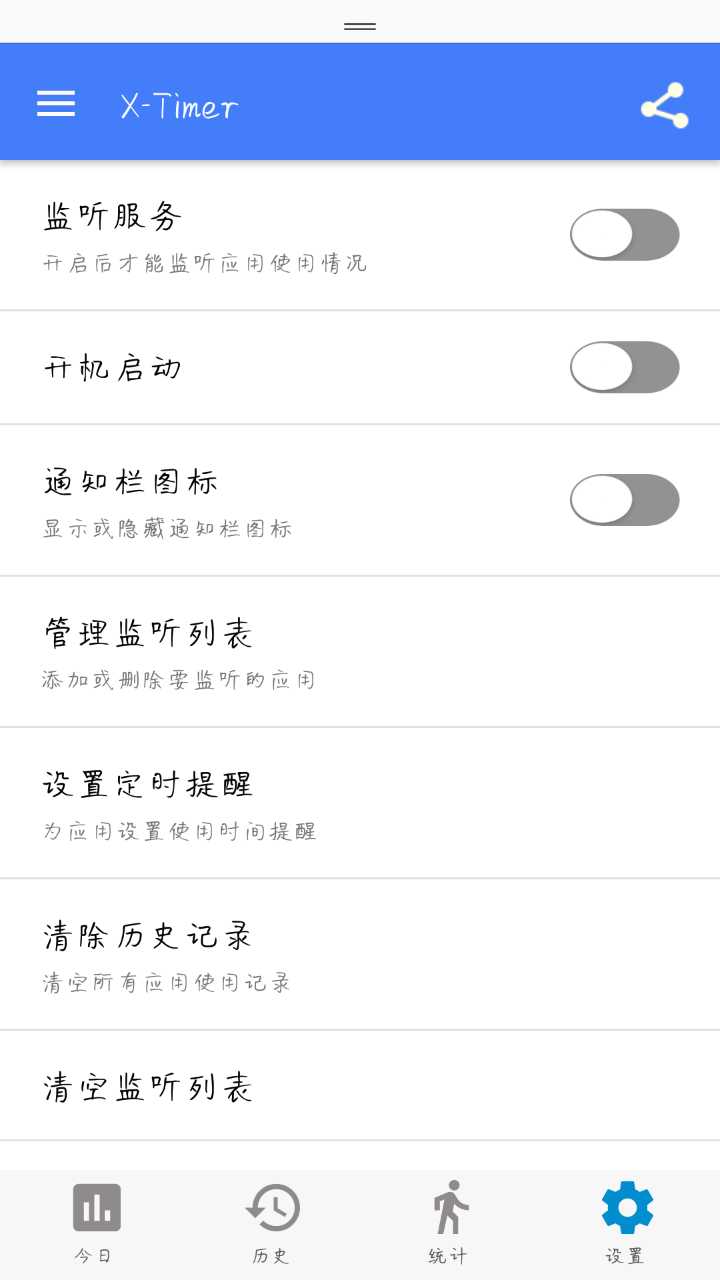 X-Timer
监听服务
开启后才能监听应用使用情况
开机启动
通知栏图标
显示或隐藏通知栏图标
管理监听列表
添加或删除要监听的应用
设置定时提醒
为应用设置使用时间提醒
清除历史记录
清空所有应用使用记录
清空监听列表
今日
历史
统计
设置